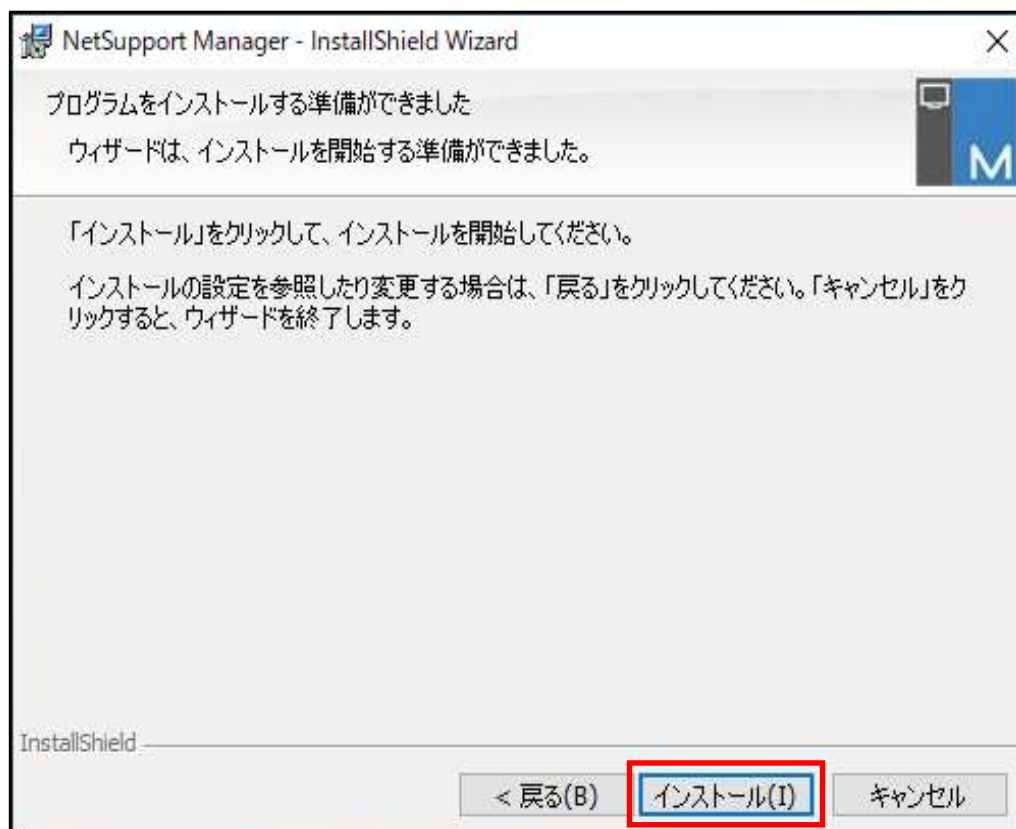 NetSupport Manager - InstallShield Wizard
プログラムをインストールする準備ができました
ウィザードは、インストールを開始する準備ができました。
M
「インストール」をクリックして、インストールを開始してください。
インストールの設定を参照したり変更する場合は、「戻る」をクリックしてください。「キャンセル」をク
リックすると、ウィザードを終了します。
InstallShield
< 戻る(B)
インストール(I)
キャンセル